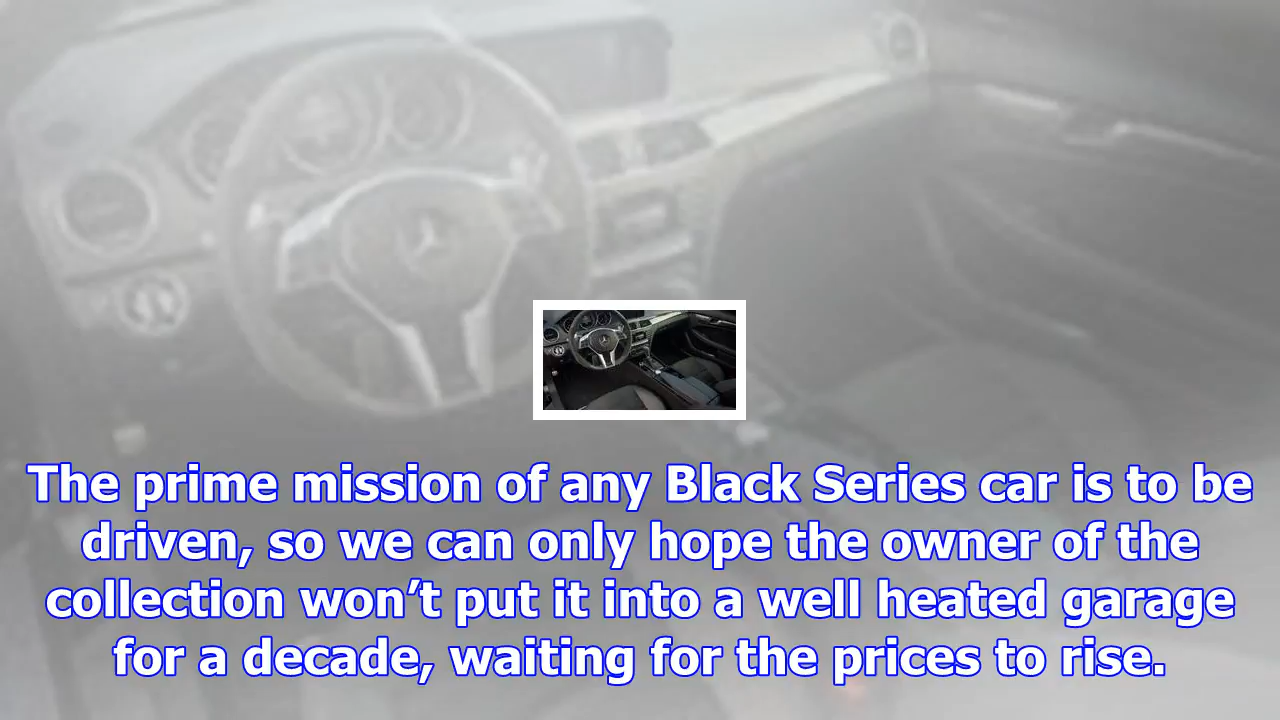 The prime mission of any Black Series car is to be
driven, so we can only hope the owner of the
collection won’t put it into a well heated garage
for a decade, waiting for the prices to rise.